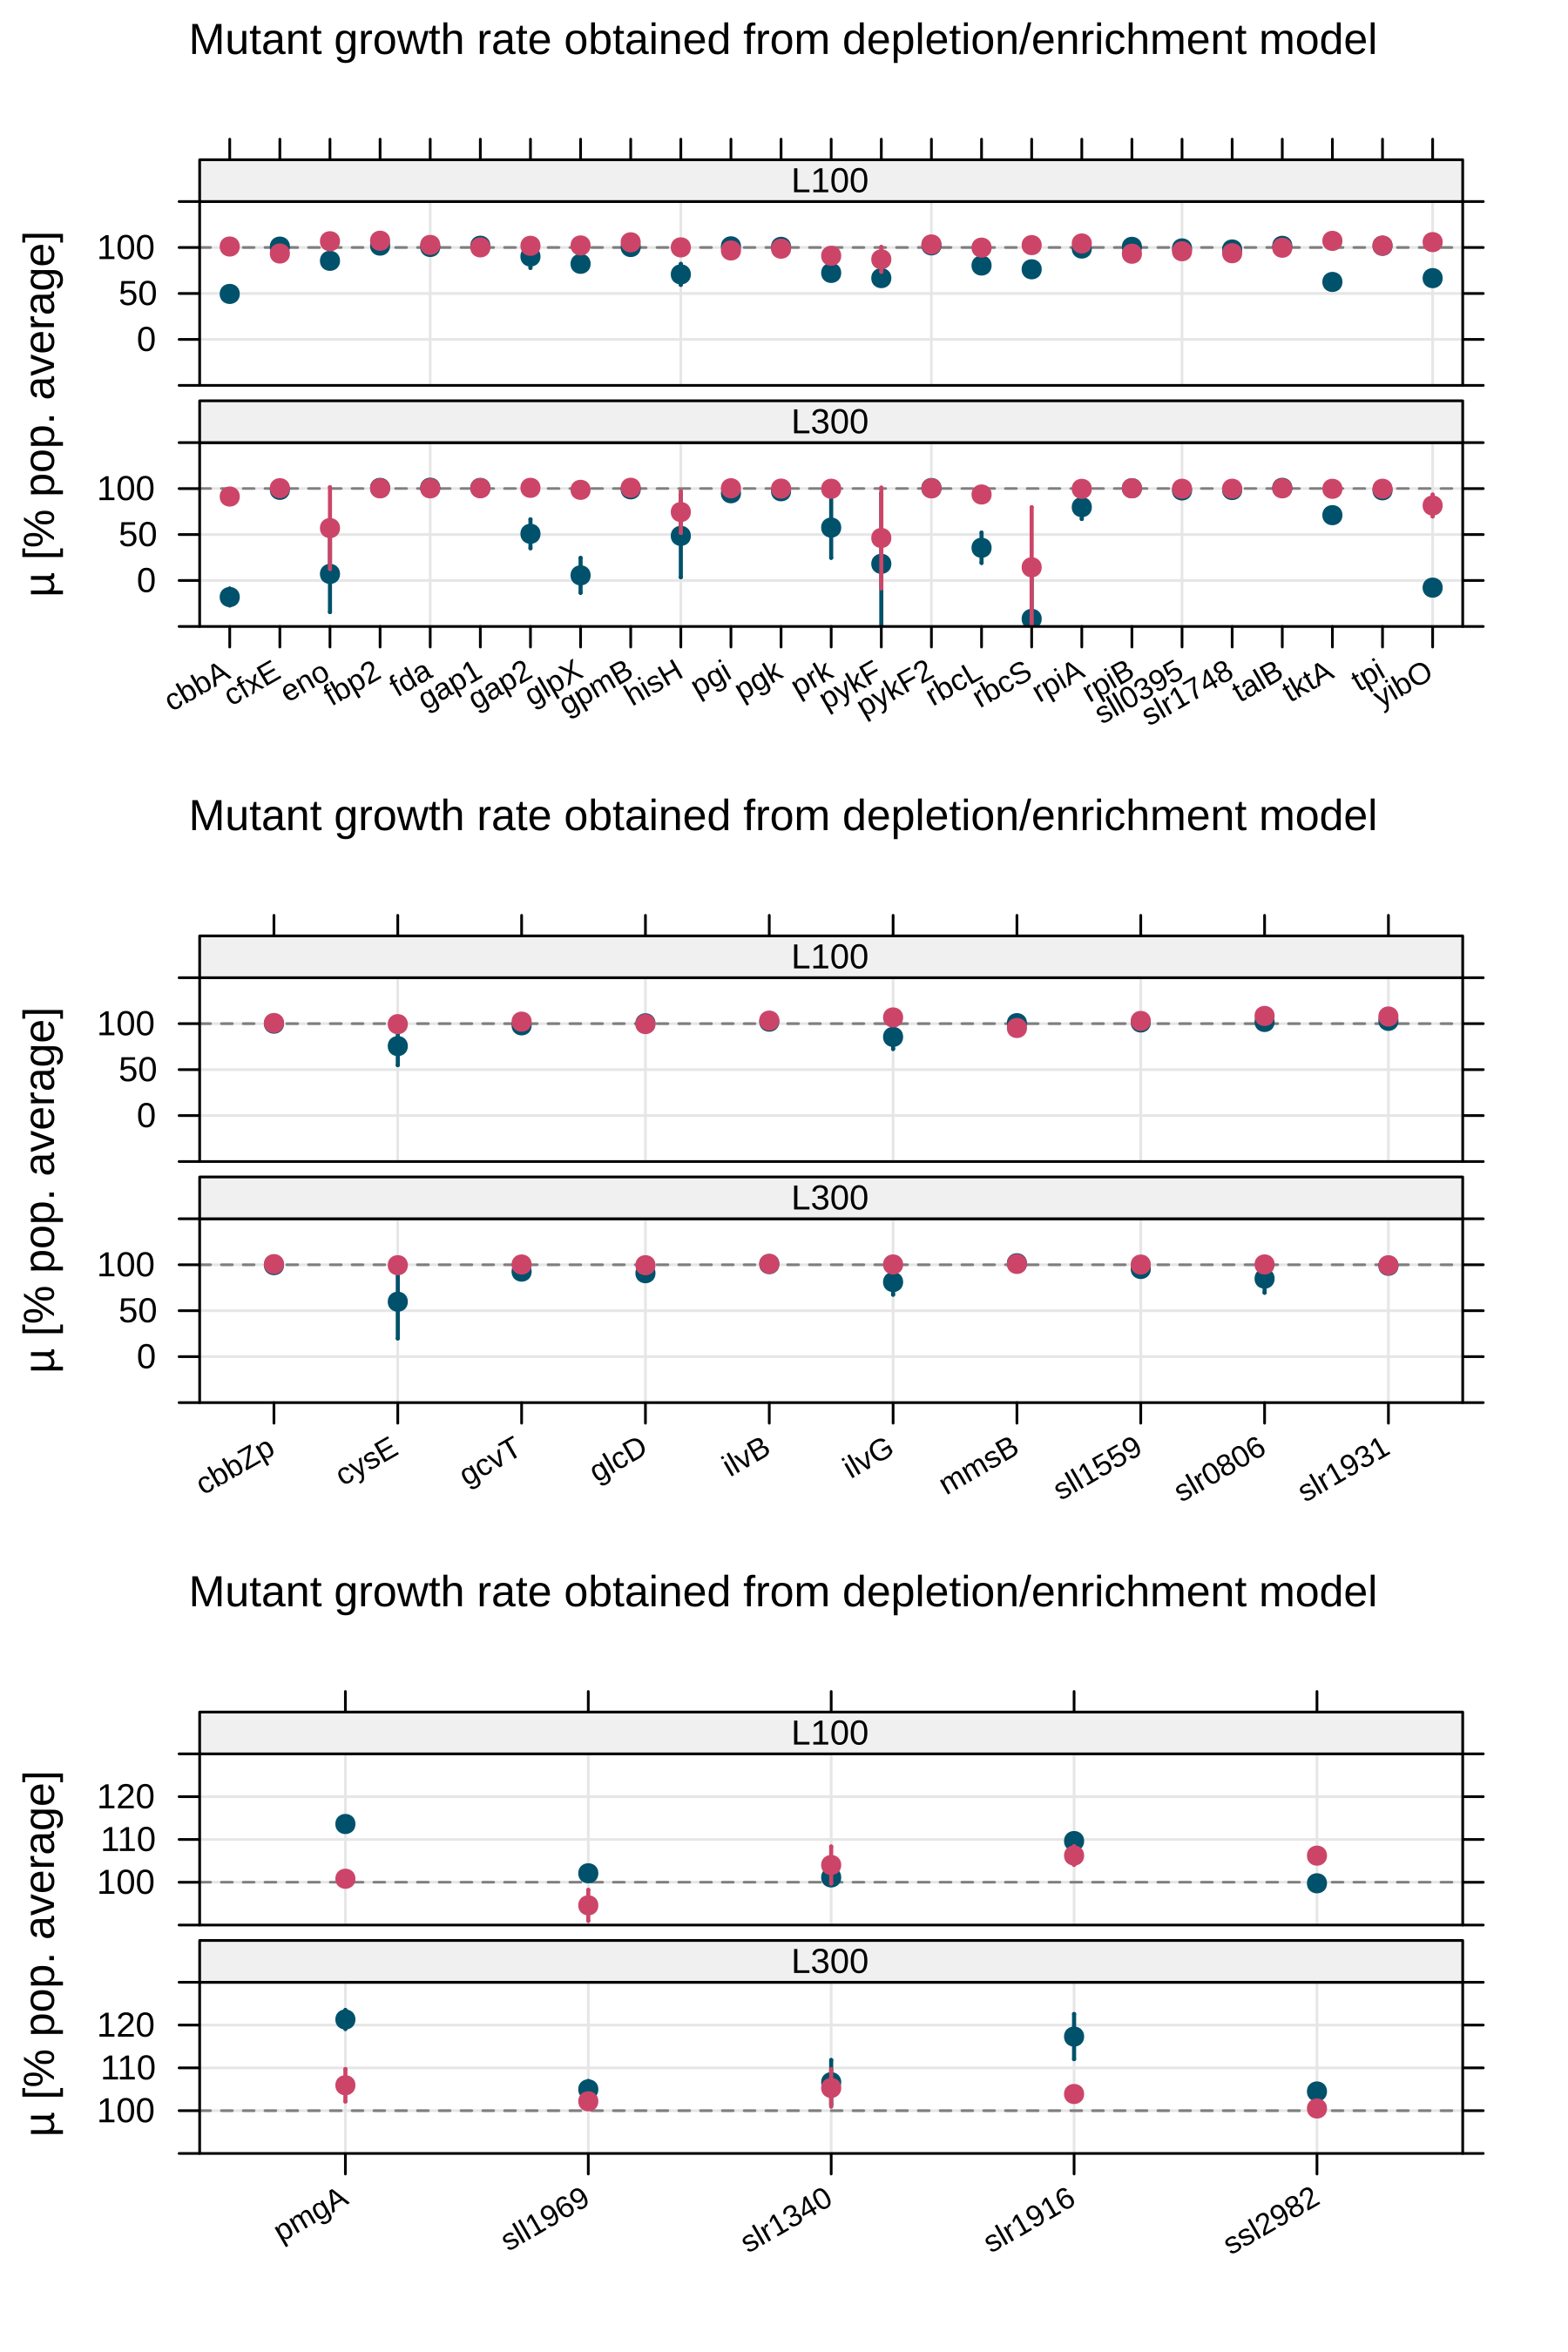 Mutant growth rate obtained from depletion/enrichment model
L100
100
50
0
µ [% pop. average]
L300
100
50
0
cbbA cfxE eno fbp2 fda gap1 gap2 glpX gpmB hisH pgi pgk prk pykF pykF2 rbcL rbcS rpiA rpiB sll0395 slr1748 talB tktA tpi yibO
Mutant growth rate obtained from depletion/enrichment model
L100
100
50
0
µ [% pop. average]
L300
100
50
0
cbbZp cysE gcvT glcD ilvB ilvG mmsB sll1559 slr0806 slr1931
Mutant growth rate obtained from depletion/enrichment model
L100
120
110
100
µ [% pop. average]
L300
120
110
100
pmgA sll1969 slr1340 slr1916 ssl2982